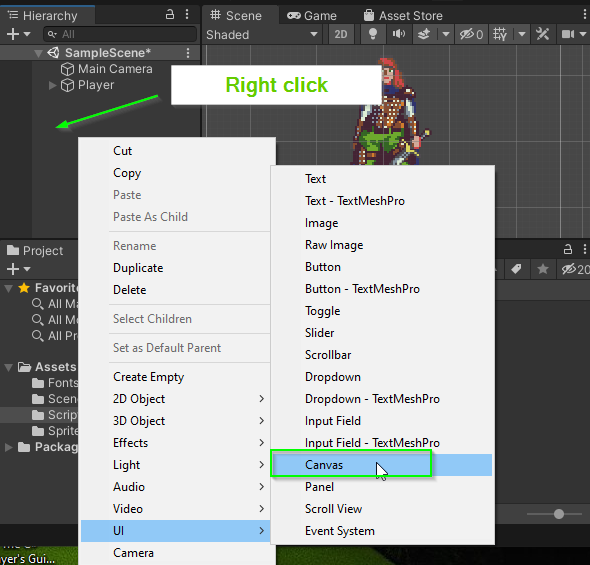 Hierarchy
Scene
Game
Asset Store
All
Shaded
2D
0
SampleScene*
Main Camera
Player
Right click
Cut
Copy
Paste
Paste As Child
Rename
Duplicate
Delete
Select Children
Set as Default Parent
Create Empty
2D Object
3D Object
Effects
Light
Audio
Video
UI
Camera
Text
Text - TextMeshPro
Image
Raw Image
Button
Button - TextMeshPro
Toggle
Slider
Scrollbar
Dropdown
Dropdown - TextMeshPro
Input Field
Input Field - TextMeshPro
Canvas
Panel
Scroll View
Event System
Project
20
Favorite
All Ma
All Mo
All Pr
Assets
Fonts
Scene
Script
Sprite
Packag
yer's Gui...